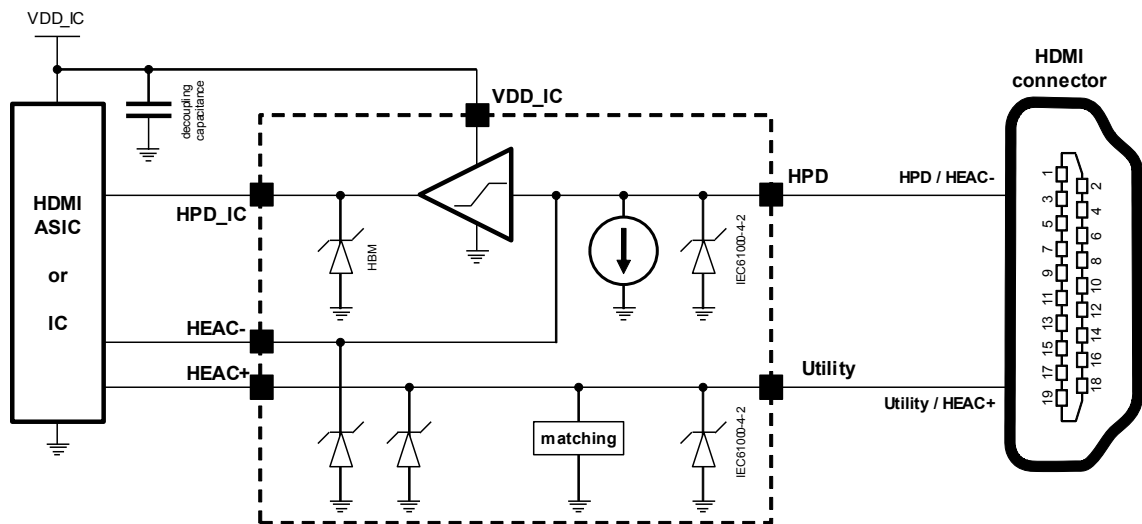 VDD_IC
HDMI
connector
decoupling
capacitance
VDD_IC
HDMI
ASIC
or
IC
HPD_IC
HBM
IEC61000-4-2
HPD
HPD / HEAC-
HEAC-
HEAC+
matching
IEC61000-4-2
Utility
Utility / HEAC+
1
2
3
4
5
6
7
8
9
10
11
12
13
14
15
16
17
18
19